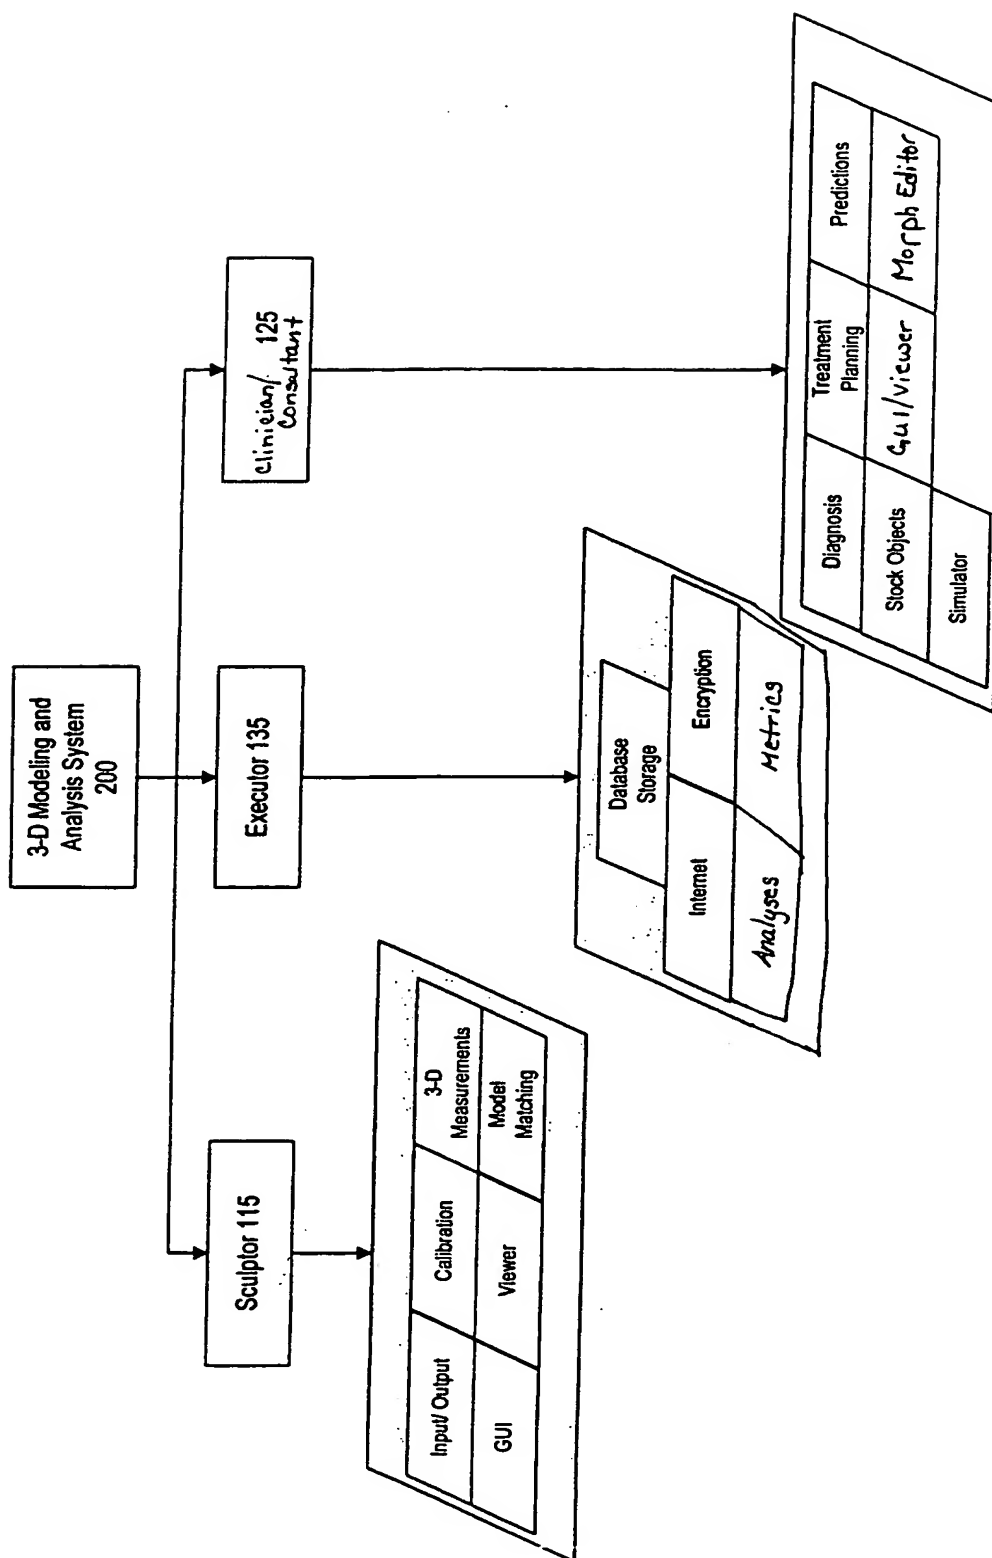 3-D Modeling and
Analysis System
200
Sculptor 115
Executor 135
Clinician/ 125
Consultant
Input/ Output
Calibration
3-D
Measurements
GUI
Viewer
Model
Matching
Database
Storage
Internet
Encryption
Analyses
Metrics
Diagnosis
Treatment
Planning
Predictions
Stock Objects
GUI/Viewer
Morph Editor
Simulator